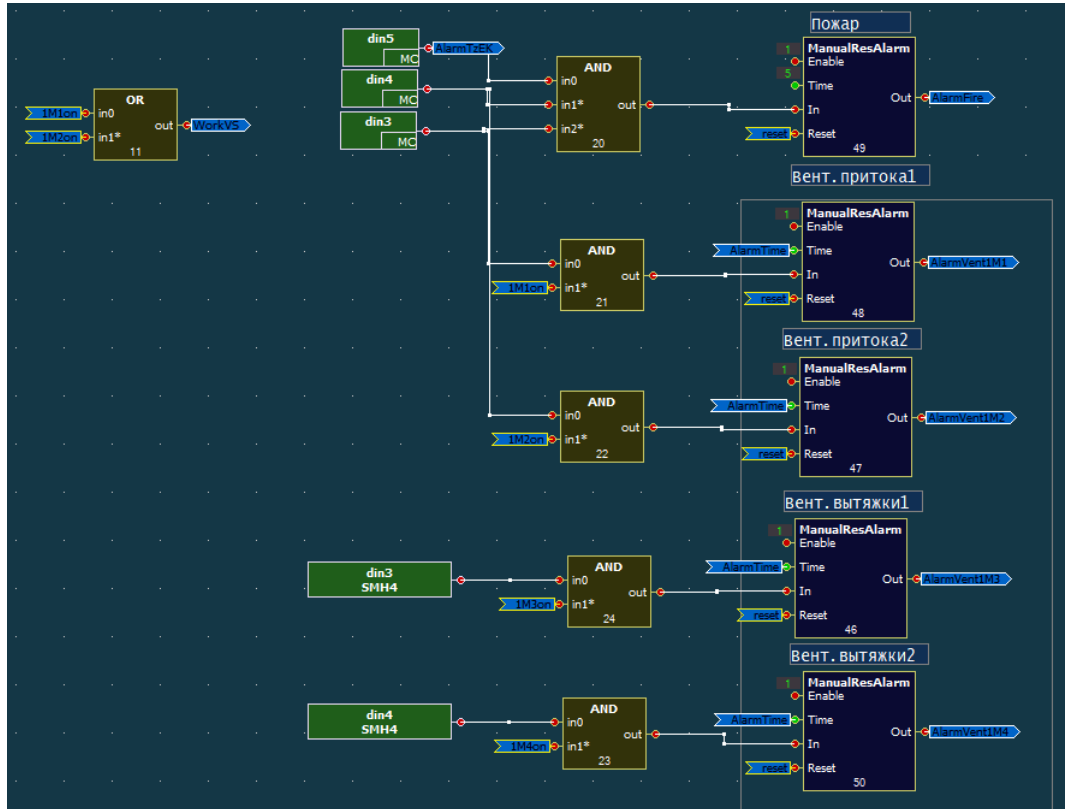 Пожар
din5
MC
AlarmTzEK
din4
MC
din3
MC
AND
in0
in1*
in2*
out
20
1
ManualResAlarm
Enable
5
Time
In
Out
AlarmFire
reset
Reset
49
OR
1M1on
in0
1M2on
in1*
out
WorkVS
11
Вент.притока1
AND
in0
1M1on
in1*
out
21
1
ManualResAlarm
Enable
AlarmTime
Time
In
Out
AlarmVent1M1
reset
Reset
48
Вент.притока2
AND
in0
1M2on
in1*
out
22
1
ManualResAlarm
Enable
AlarmTime
Time
In
Out
AlarmVent1M2
reset
Reset
47
Вент.вытяжки1
din3
SMH4
AND
in0
1M3on
in1*
out
24
1
ManualResAlarm
Enable
AlarmTime
Time
In
Out
AlarmVent1M3
reset
Reset
46
Вент.вытяжки2
din4
SMH4
AND
in0
1M4on
in1*
out
23
1
ManualResAlarm
Enable
AlarmTime
Time
In
Out
AlarmVent1M4
reset
Reset
50